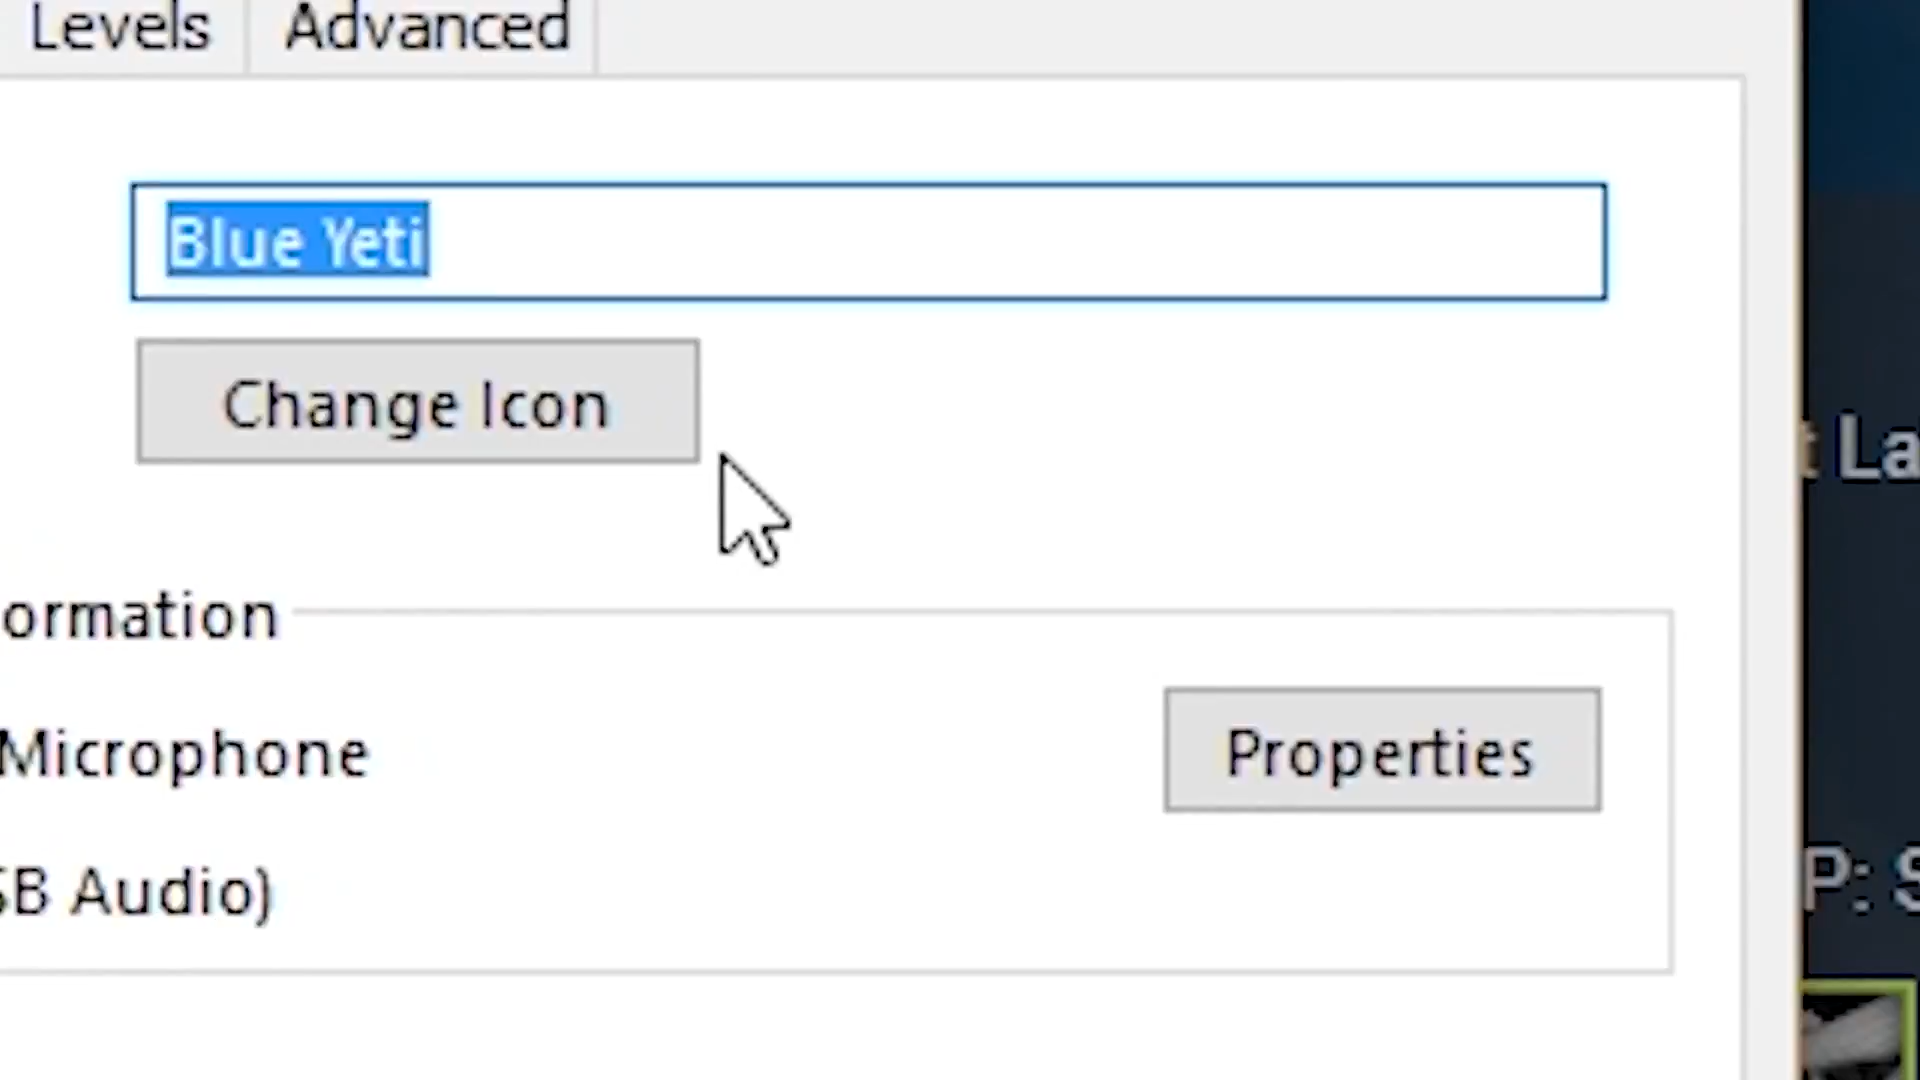 Levels Advanced
Blue Yeti
Change Icon
t La
ormation
Microphone Properties
SB Audio)
P: S